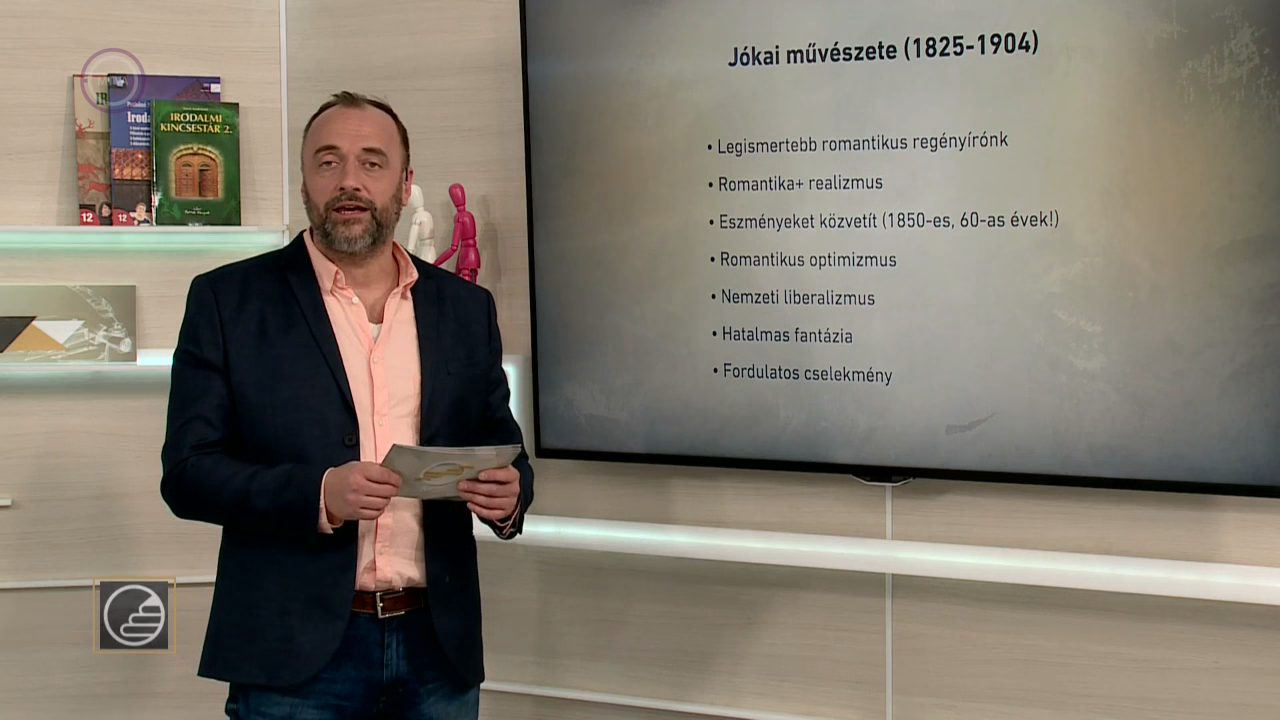 Jókai művészete (1825-1904)
• Legismertebb romantikus regényírónk
• Romantika+ realizmus
• Eszményeket közvetít (1850-es, 60-as évek!)
• Romantikus optimizmus
• Nemzeti liberalizmus
• Hatalmas fantázia
• Fordulatos cselekmény
IRODALMI
KINCSESTÁR 2.
12
12